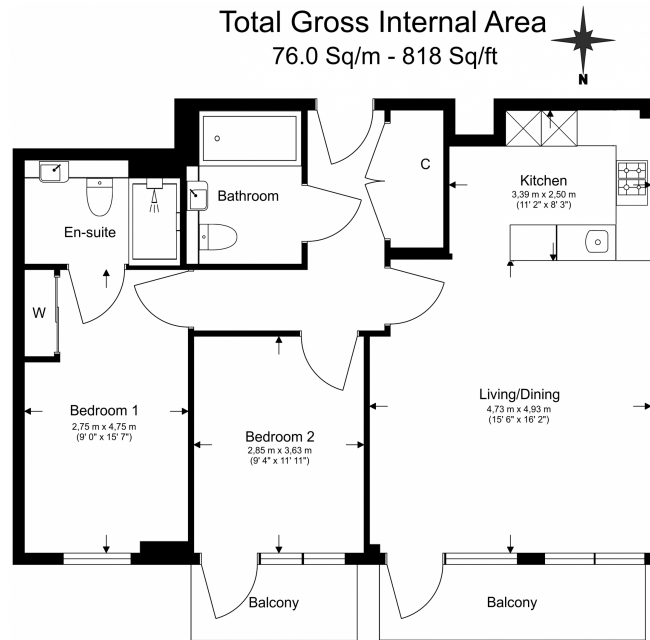 Total Gross Internal Area
76.0 Sq/m - 818 Sq/ft
N
C
Kitchen
3,39 m x 2,50 m
(11' 2" x 8' 3")
Bathroom
En-suite
W
Bedroom 1
2,75 m x 4,75 m
(9' 0" x 15' 7")
Bedroom 2
2,85 m x 3,63 m
(9' 4" x 11' 11")
Living/Dining
4,73 m x 4,93 m
(15' 6" x 16' 2")
Balcony
Balcony